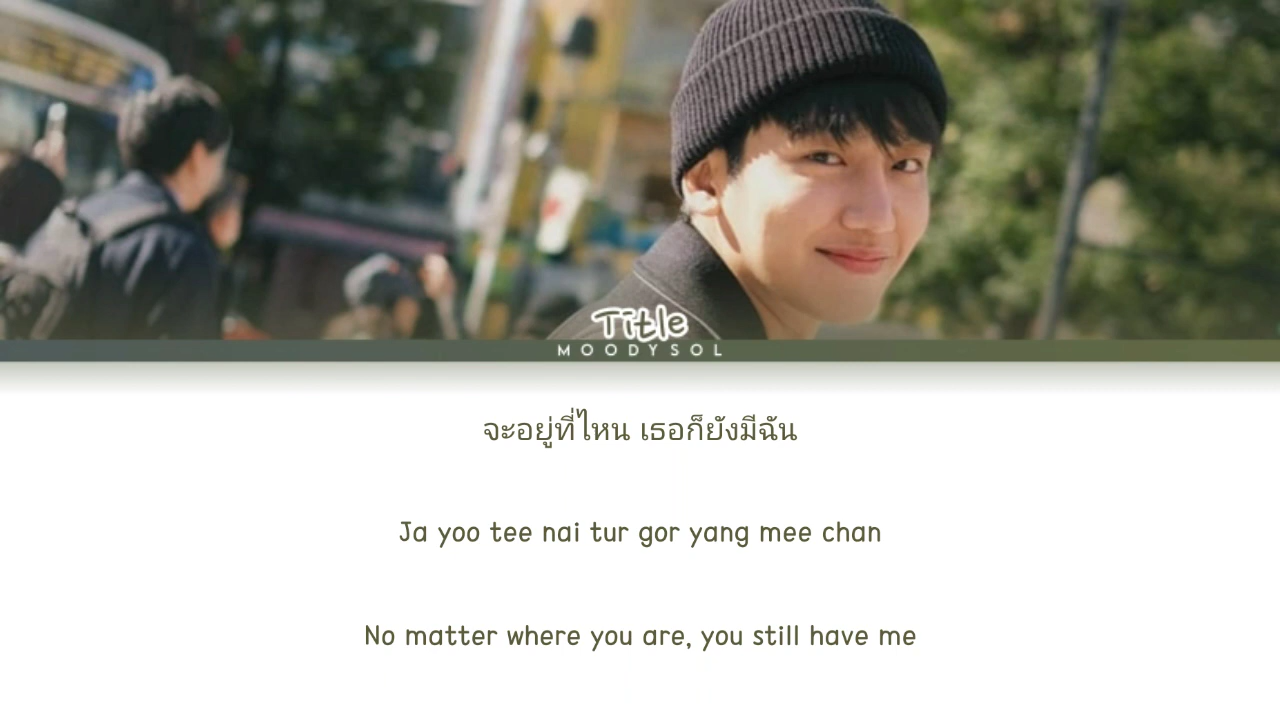 Title
MOODYSOL
จะอยู่ที่ไหน เธอก็ยังมีฉัน
Ja yoo tee nai tur gor yang mee chan
No matter where you are, you still have me